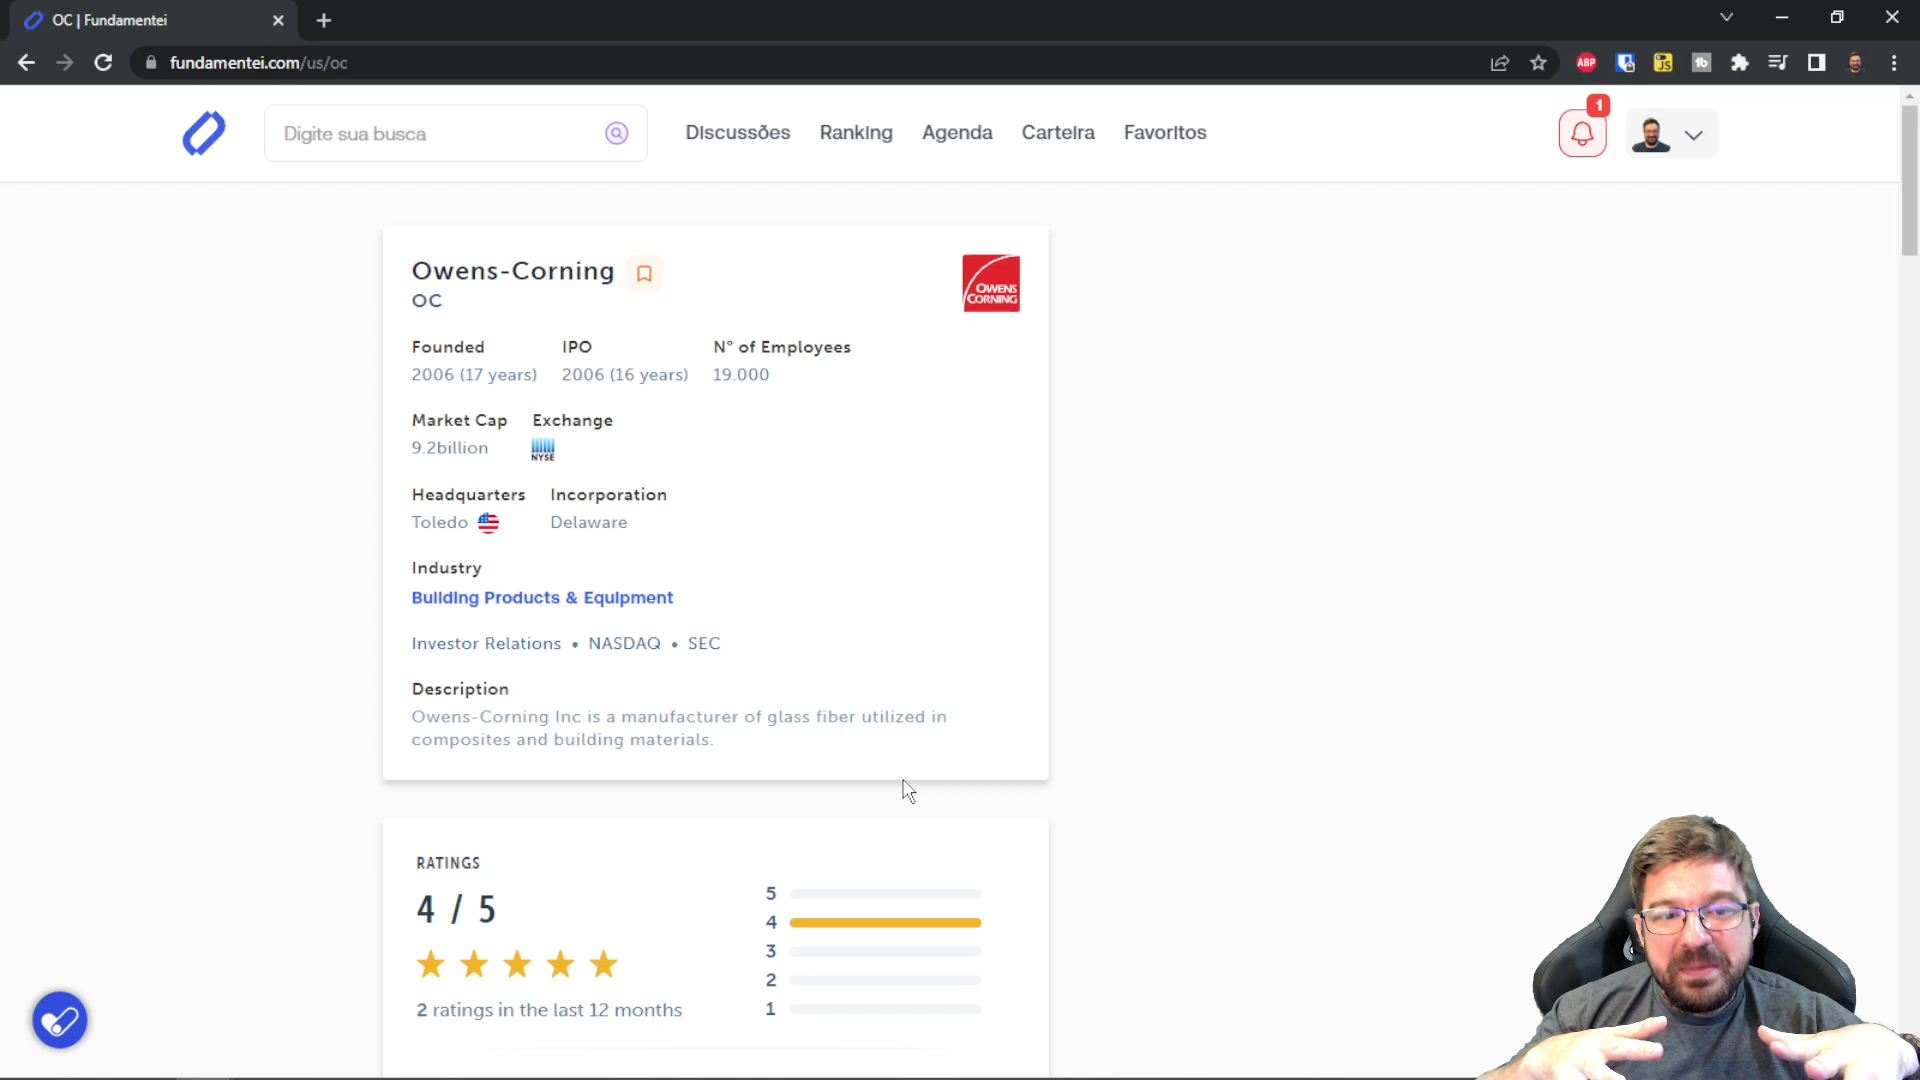 OC | Fundamentei
fundamentei.com/us/oc
ABP
JS
tb
Digite sua busca
Discussões
Ranking
Agenda
Carteira
Favoritos
1
Owens-Corning
OC
OWENS
CORNING
Founded
IPO
N° of Employees
2006 (17 years)
2006 (16 years)
19.000
Market Cap
Exchange
9.2billion
NYSE
Headquarters
Incorporation
Toledo
Delaware
Industry
Building Products & Equipment
Investor Relations • NASDAQ • SEC
Description
Owens-Corning Inc is a manufacturer of glass fiber utilized in
composites and building materials.
RATINGS
4 / 5
2 ratings in the last 12 months
5
4
3
2
1